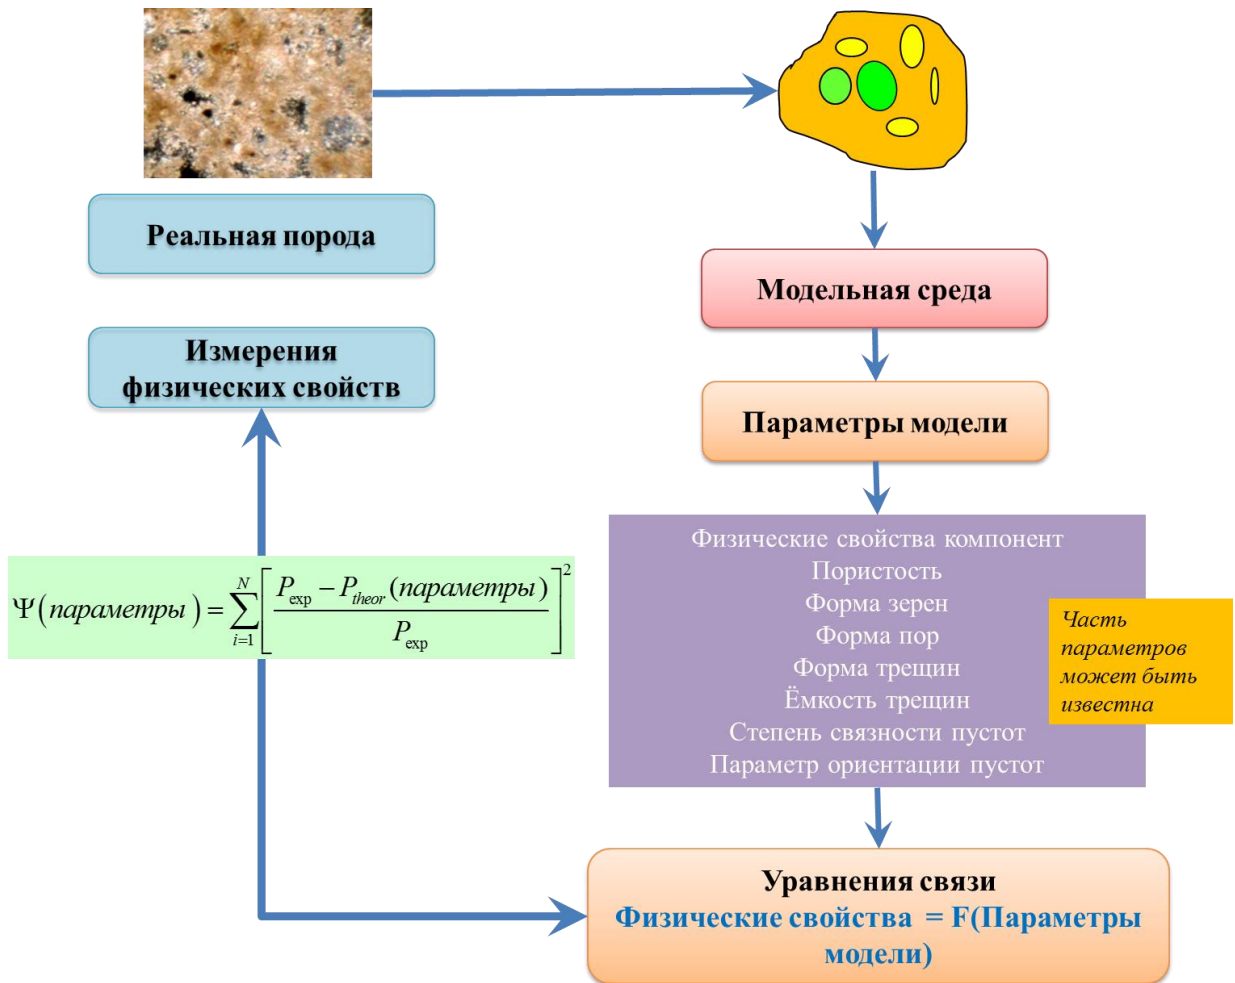 Реальная порода
Модельная среда
Измерения
физических свойств
Параметры модели
Физические свойства компонент
Пористость
Форма зерен
Форма пор
Форма трещин
Ёмкость трещин
Степень связности пустот
Параметр ориентации пустот
Часть
параметров
может быть
известна
Ψ(параметры) = ∑_{i=1}^{N} [ (P_exp − P_theor(параметры)) / P_exp ]²
Уравнения связи
Физические свойства = F(Параметры
модели)